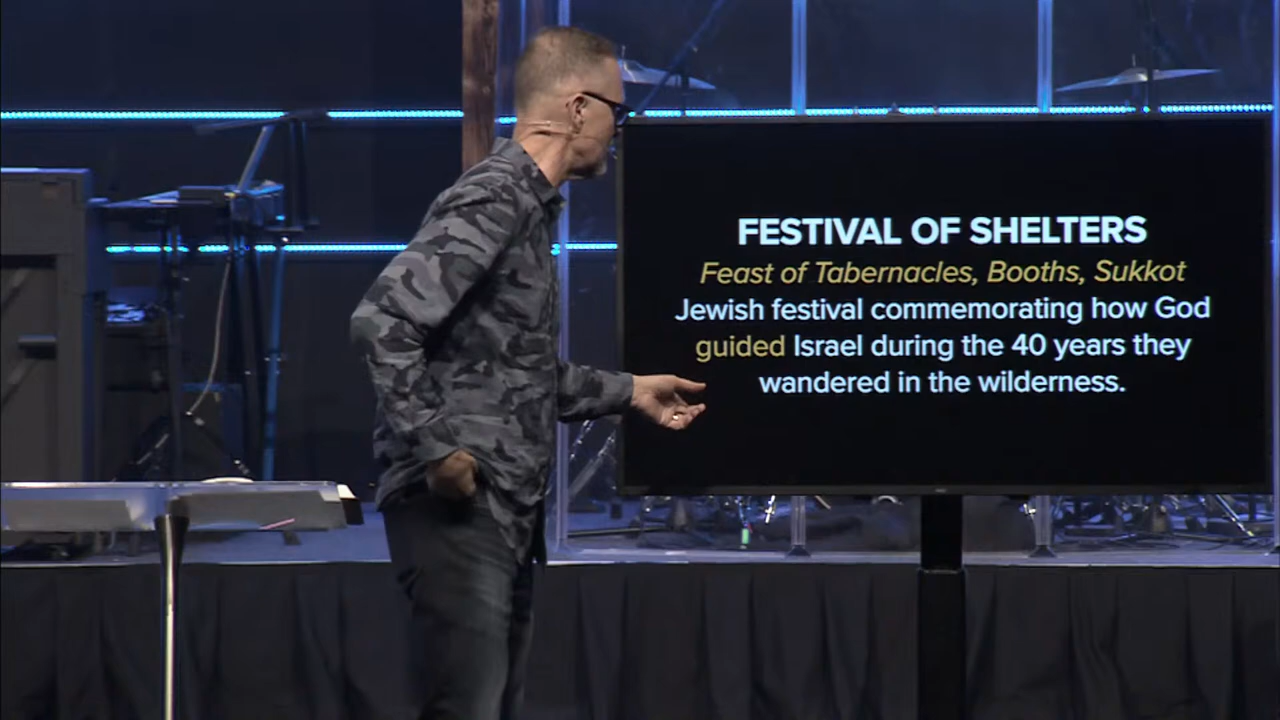 FESTIVAL OF SHELTERS
Feast of Tabernacles, Booths, Sukkot
Jewish festival commemorating how God
guided Israel during the 40 years they
wandered in the wilderness.